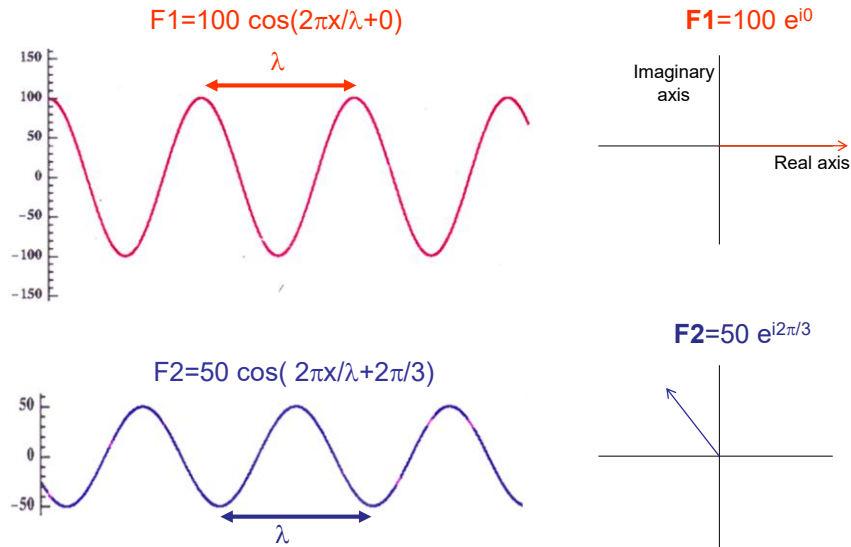 F1=100 cos(2πx/λ+0)
F1=100 e^i0
150
100
50
0
−50
−100
−150
λ
Imaginary
axis
Real axis
F2=50 cos( 2πx/λ+2π/3)
F2=50 e^i2π/3
50
0
−50
λ